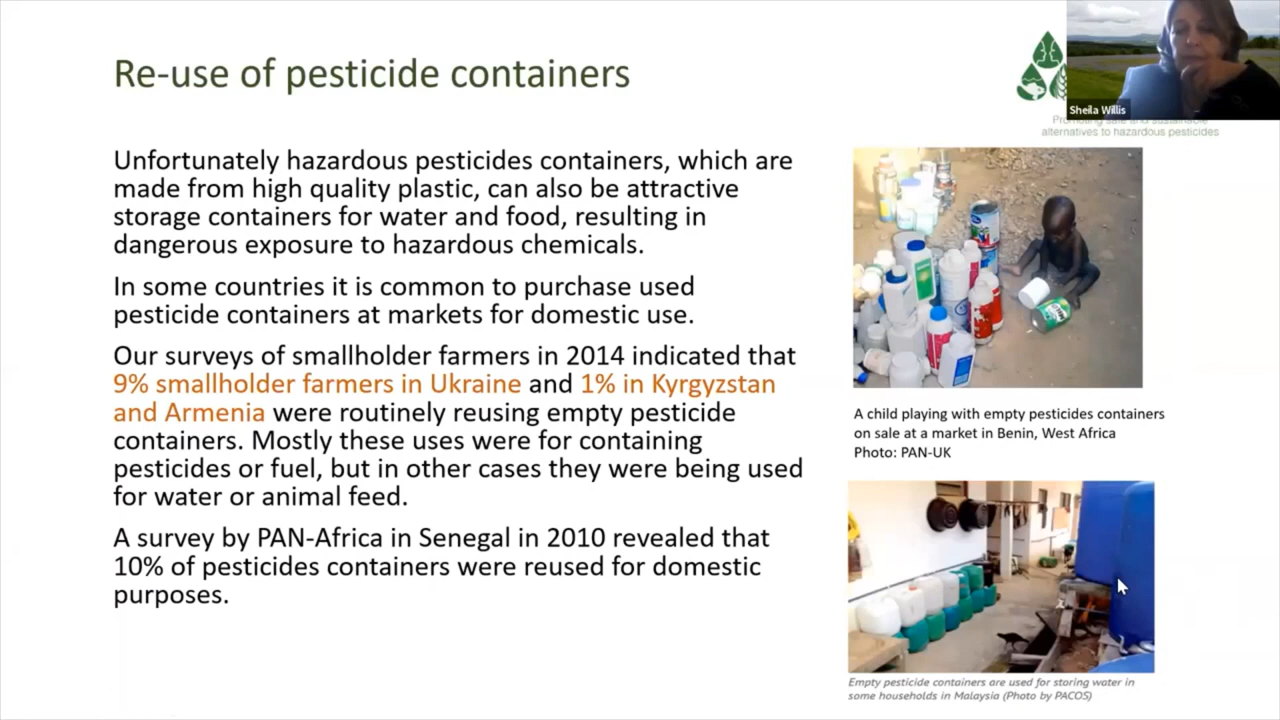 Re-use of pesticide containers
Sheila Willis
alternatives to hazardous pesticides
Unfortunately hazardous pesticides containers, which are
made from high quality plastic, can also be attractive
storage containers for water and food, resulting in
dangerous exposure to hazardous chemicals.
In some countries it is common to purchase used
pesticide containers at markets for domestic use.
Our surveys of smallholder farmers in 2014 indicated that
9% smallholder farmers in Ukraine and 1% in Kyrgyzstan
and Armenia were routinely reusing empty pesticide
containers. Mostly these uses were for containing
pesticides or fuel, but in other cases they were being used
for water or animal feed.
A survey by PAN-Africa in Senegal in 2010 revealed that
10% of pesticides containers were reused for domestic
purposes.
A child playing with empty pesticides containers
on sale at a market in Benin, West Africa
Photo: PAN-UK
Empty pesticide containers are used for storing water in
some households in Malaysia (Photo by PACOS)